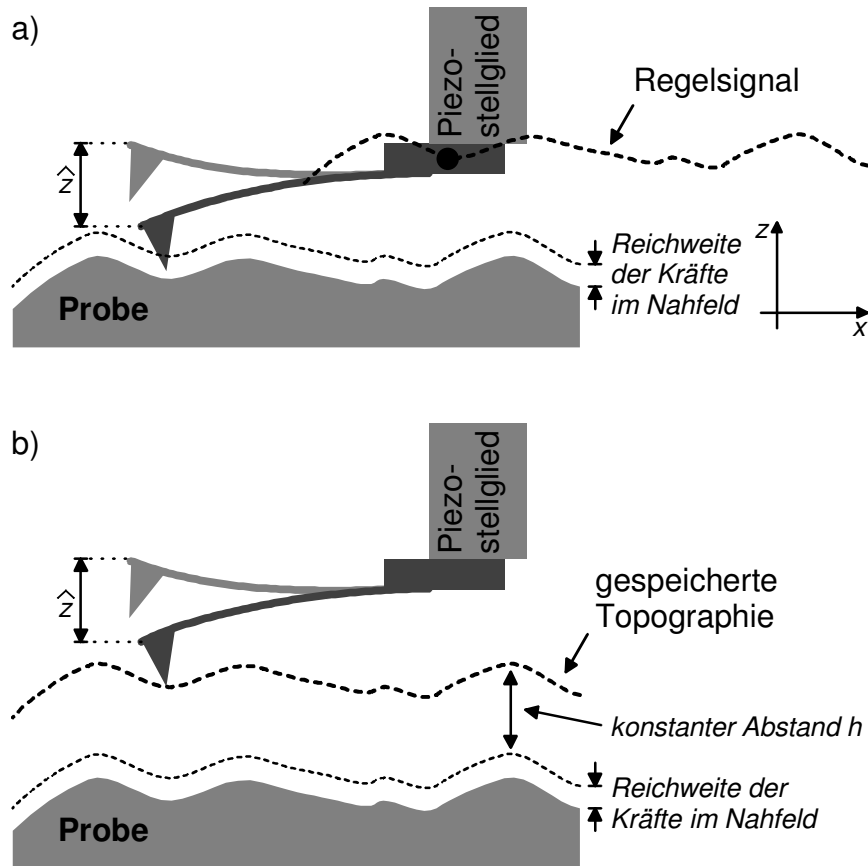 a)
Piezo-
stellglied
Regelsignal
ẑ
Reichweite
der Kräfte
im Nahfeld
z
x
Probe
b)
Piezo-
stellglied
gespeicherte
Topographie
ẑ
konstanter Abstand h
Reichweite der
Kräfte im Nahfeld
Probe